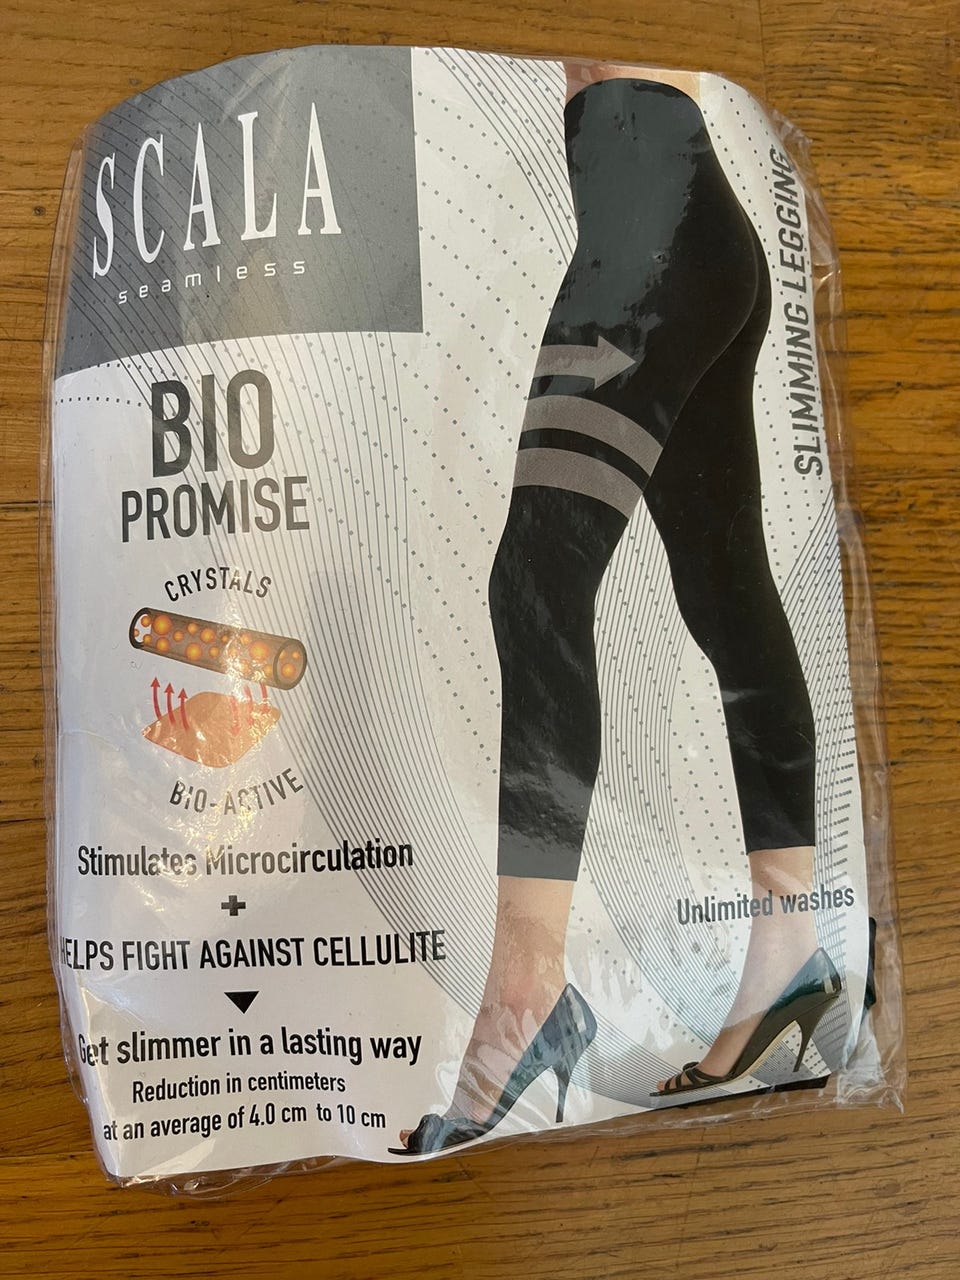 SCALA
seamless
BIO
PROMISE
CRYSTALS
BIO-ACTIVE
Stimulates Microcirculation
+
HELPS FIGHT AGAINST CELLULITE
Get slimmer in a lasting way
Reduction in centimeters
at an average of 4.0 cm to 10 cm
SLIMMING LEGGING
Unlimited washes